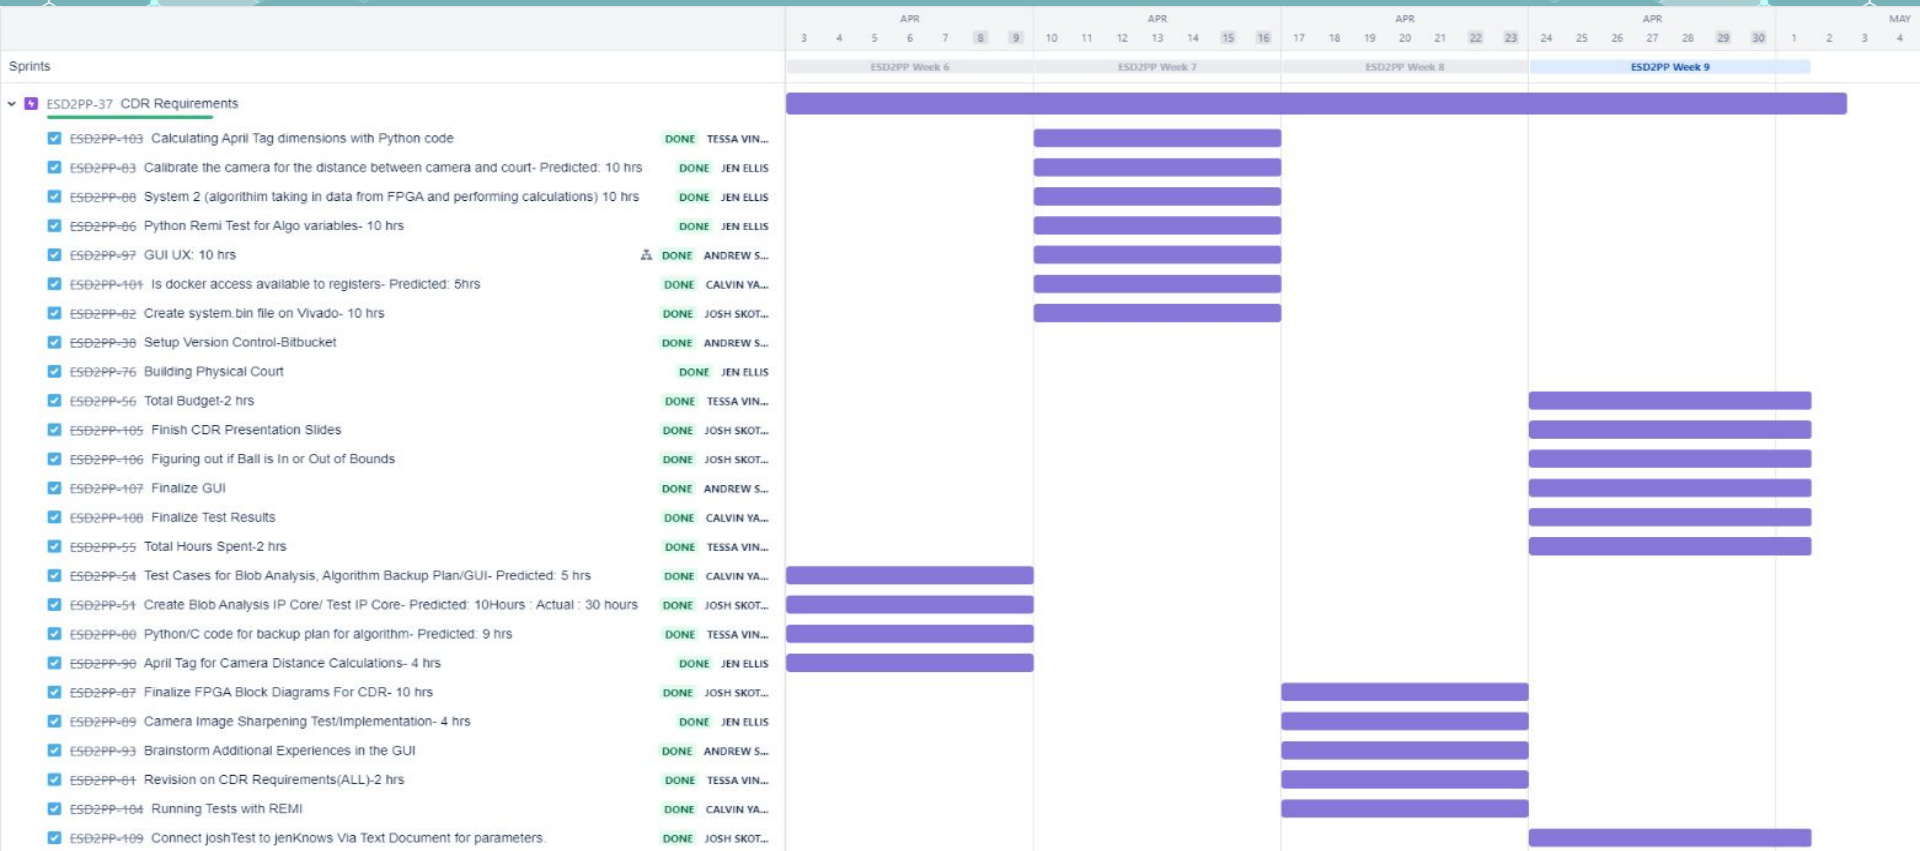 APR APR APR APR MAY
3 4 5 6 7 8 9 10 11 12 13 14 15 16 17 18 19 20 21 22 23 24 25 26 27 28 29 30 1 2 3 4
Sprints ESD2PP Week 6 ESD2PP Week 7 ESD2PP Week 8 ESD2PP Week 9
ESD2PP-37 CDR Requirements
ESD2PP-103 Calculating April Tag dimensions with Python code DONE TESSA VIN...
ESD2PP-83 Calibrate the camera for the distance between camera and court- Predicted: 10 hrs DONE JEN ELLIS
ESD2PP-88 System 2 (algorithim taking in data from FPGA and performing calculations) 10 hrs DONE JEN ELLIS
ESD2PP-86 Python Remi Test for Algo variables- 10 hrs DONE JEN ELLIS
ESD2PP-97 GUI UX: 10 hrs DONE ANDREW S...
ESD2PP-101 Is docker access available to registers- Predicted: 5hrs DONE CALVIN YA...
ESD2PP-82 Create system.bin file on Vivado- 10 hrs DONE JOSH SKOT...
ESD2PP-38 Setup Version Control-Bitbucket DONE ANDREW S...
ESD2PP-76 Building Physical Court DONE JEN ELLIS
ESD2PP-56 Total Budget-2 hrs DONE TESSA VIN...
ESD2PP-105 Finish CDR Presentation Slides DONE JOSH SKOT...
ESD2PP-106 Figuring out if Ball is In or Out of Bounds DONE JOSH SKOT...
ESD2PP-107 Finalize GUI DONE ANDREW S...
ESD2PP-108 Finalize Test Results DONE CALVIN YA...
ESD2PP-55 Total Hours Spent-2 hrs DONE TESSA VIN...
ESD2PP-54 Test Cases for Blob Analysis, Algorithm Backup Plan/GUI- Predicted: 5 hrs DONE CALVIN YA...
ESD2PP-51 Create Blob Analysis IP Core/ Test IP Core- Predicted: 10Hours : Actual : 30 hours DONE JOSH SKOT...
ESD2PP-80 Python/C code for backup plan for algorithm- Predicted: 9 hrs DONE TESSA VIN...
ESD2PP-90 April Tag for Camera Distance Calculations- 4 hrs DONE JEN ELLIS
ESD2PP-87 Finalize FPGA Block Diagrams For CDR- 10 hrs DONE JOSH SKOT...
ESD2PP-89 Camera Image Sharpening Test/Implementation- 4 hrs DONE JEN ELLIS
ESD2PP-93 Brainstorm Additional Experiences in the GUI DONE ANDREW S...
ESD2PP-81 Revision on CDR Requirements(ALL)-2 hrs DONE TESSA VIN...
ESD2PP-104 Running Tests with REMI DONE CALVIN YA...
ESD2PP-109 Connect joshTest to jenKnows Via Text Document for parameters. DONE JOSH SKOT...